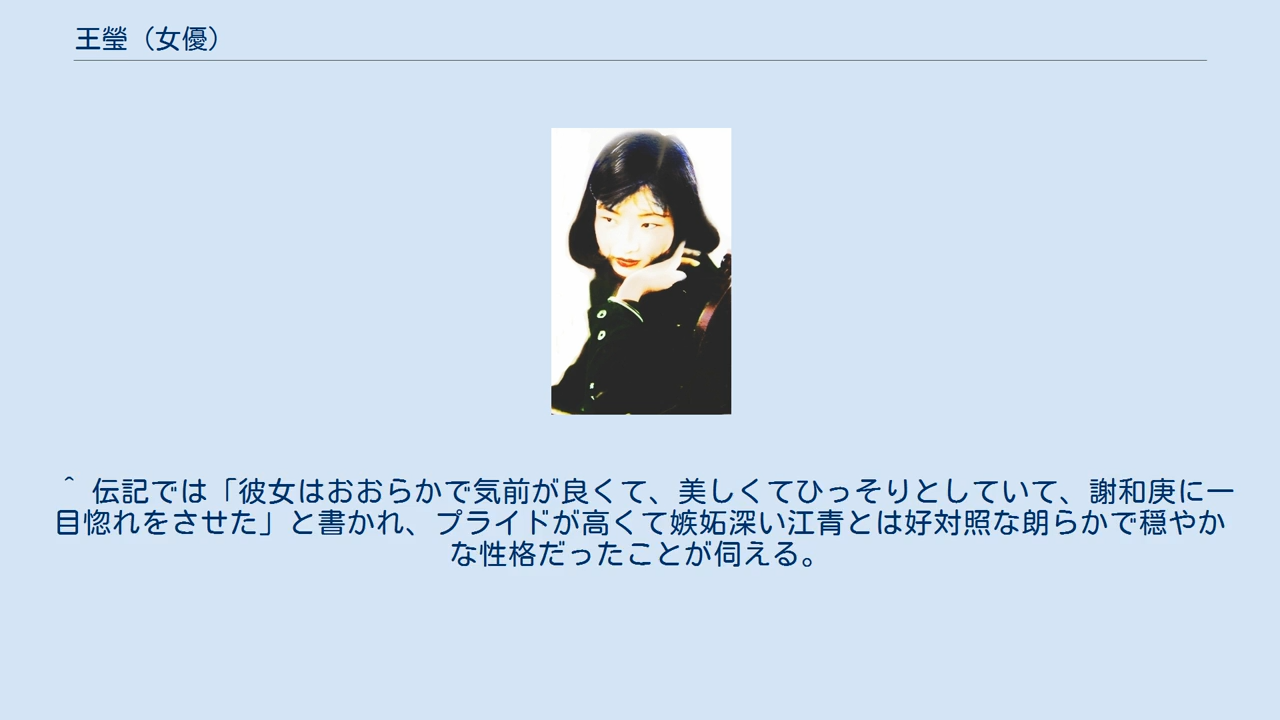 王瑩（女優）
^ 伝記では「彼女はおおらかで気前が良くて、美しくてひっそりとしていて、謝和庚に一
目惚れをさせた」と書かれ、プライドが高くて嫉妬深い江青とは好対照な朗らかで穏やか
な性格だったことが伺える。